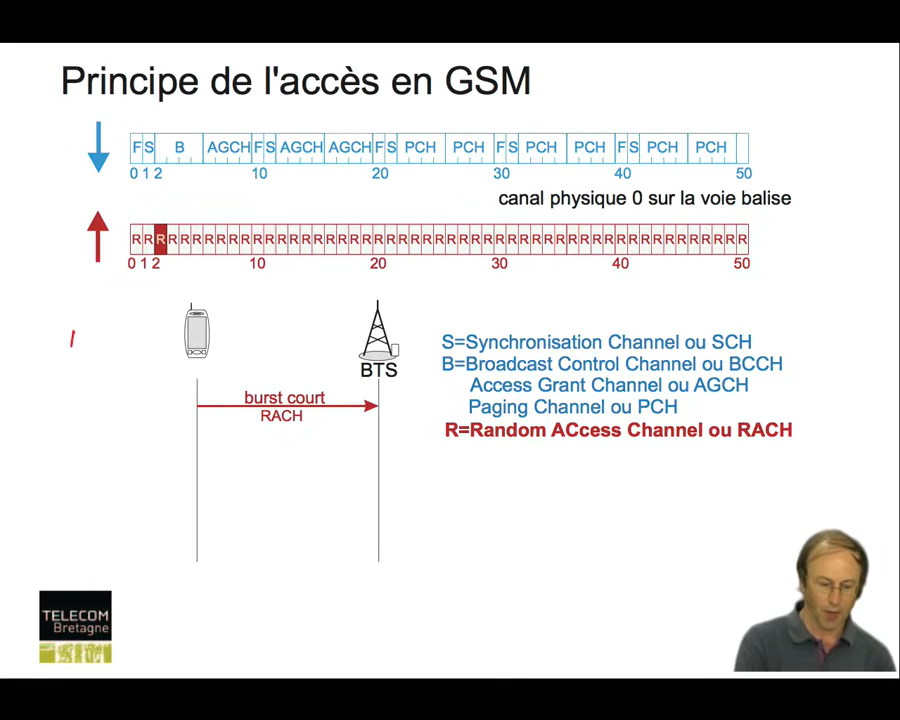 Principe de l'accès en GSM
F S B AGCH F S AGCH AGCH F S PCH PCH F S PCH PCH F S PCH PCH
0 1 2 10 20 30 40 50
canal physique 0 sur la voie balise
R R R R R R R R R R R R R R R R R R R R R R R R R R R R R R R R R R R R R R R R R R R R R R R R R R R
0 1 2 10 20 30 40 50
BTS
burst court
RACH
S=Synchronisation Channel ou SCH
B=Broadcast Control Channel ou BCCH
Access Grant Channel ou AGCH
Paging Channel ou PCH
R=Random ACcess Channel ou RACH
TELECOM
Bretagne